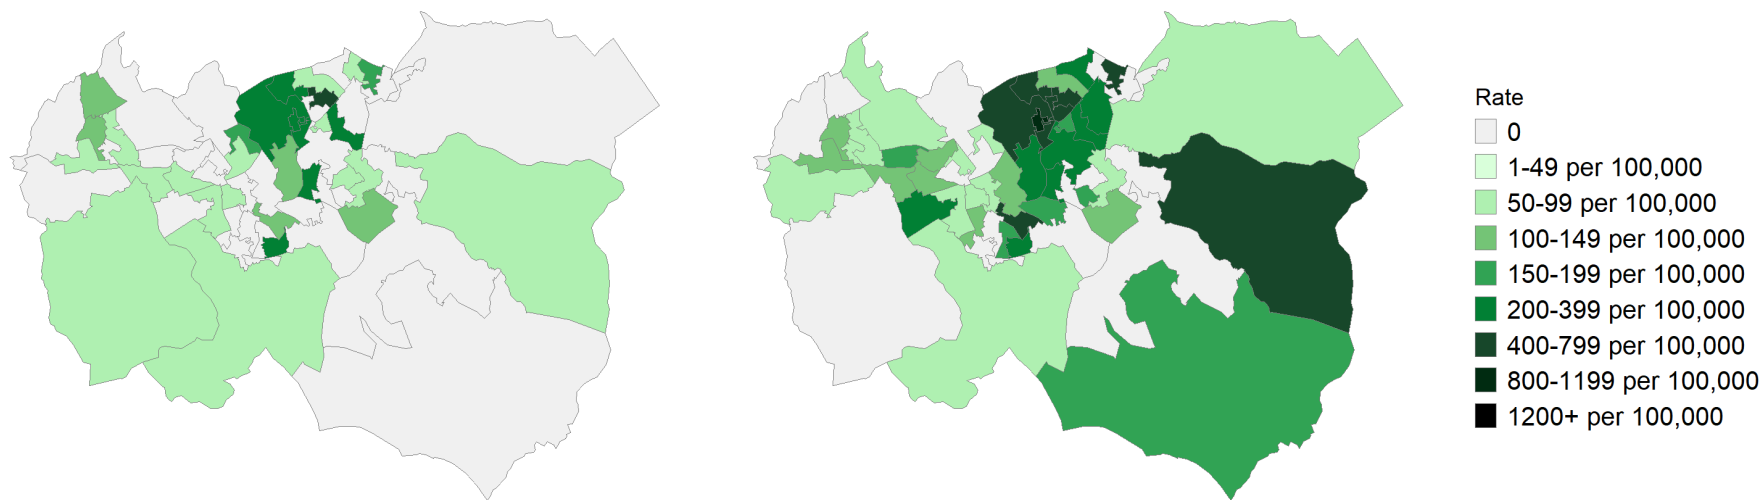 Rate
0
1-49 per 100,000
50-99 per 100,000
100-149 per 100,000
150-199 per 100,000
200-399 per 100,000
400-799 per 100,000
800-1199 per 100,000
1200+ per 100,000